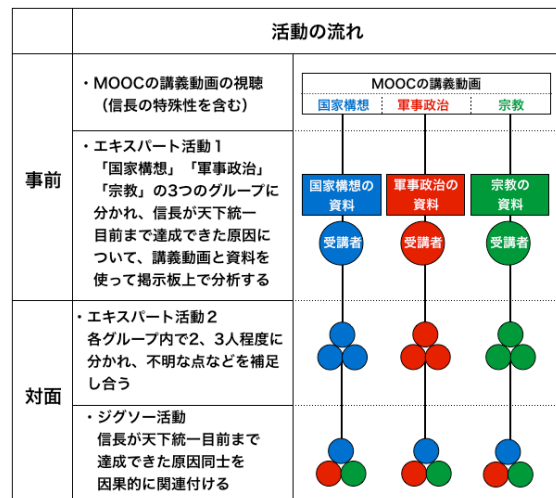 活動の流れ
事前
・MOOCの講義動画の視聴
（信長の特殊性を含む）
MOOCの講義動画
国家構想
軍事政治
宗教
・エキスパート活動１
「国家構想」「軍事政治」
「宗教」の3つのグループに
分かれ、信長が天下統一
目前まで達成できた原因に
ついて、講義動画と資料を
使って掲示板上で分析する
国家構想の
資料
軍事政治の
資料
宗教の
資料
受講者
受講者
受講者
対面
・エキスパート活動２
各グループ内で2、3人程度に
分かれ、不明な点などを補足
し合う
・ジグソー活動
信長が天下統一目前まで
達成できた原因同士を
因果的に関連付ける